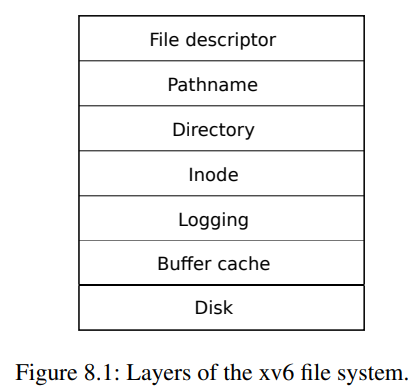 File descriptor
Pathname
Directory
Inode
Logging
Buffer cache
Disk
Figure 8.1: Layers of the xv6 file system.